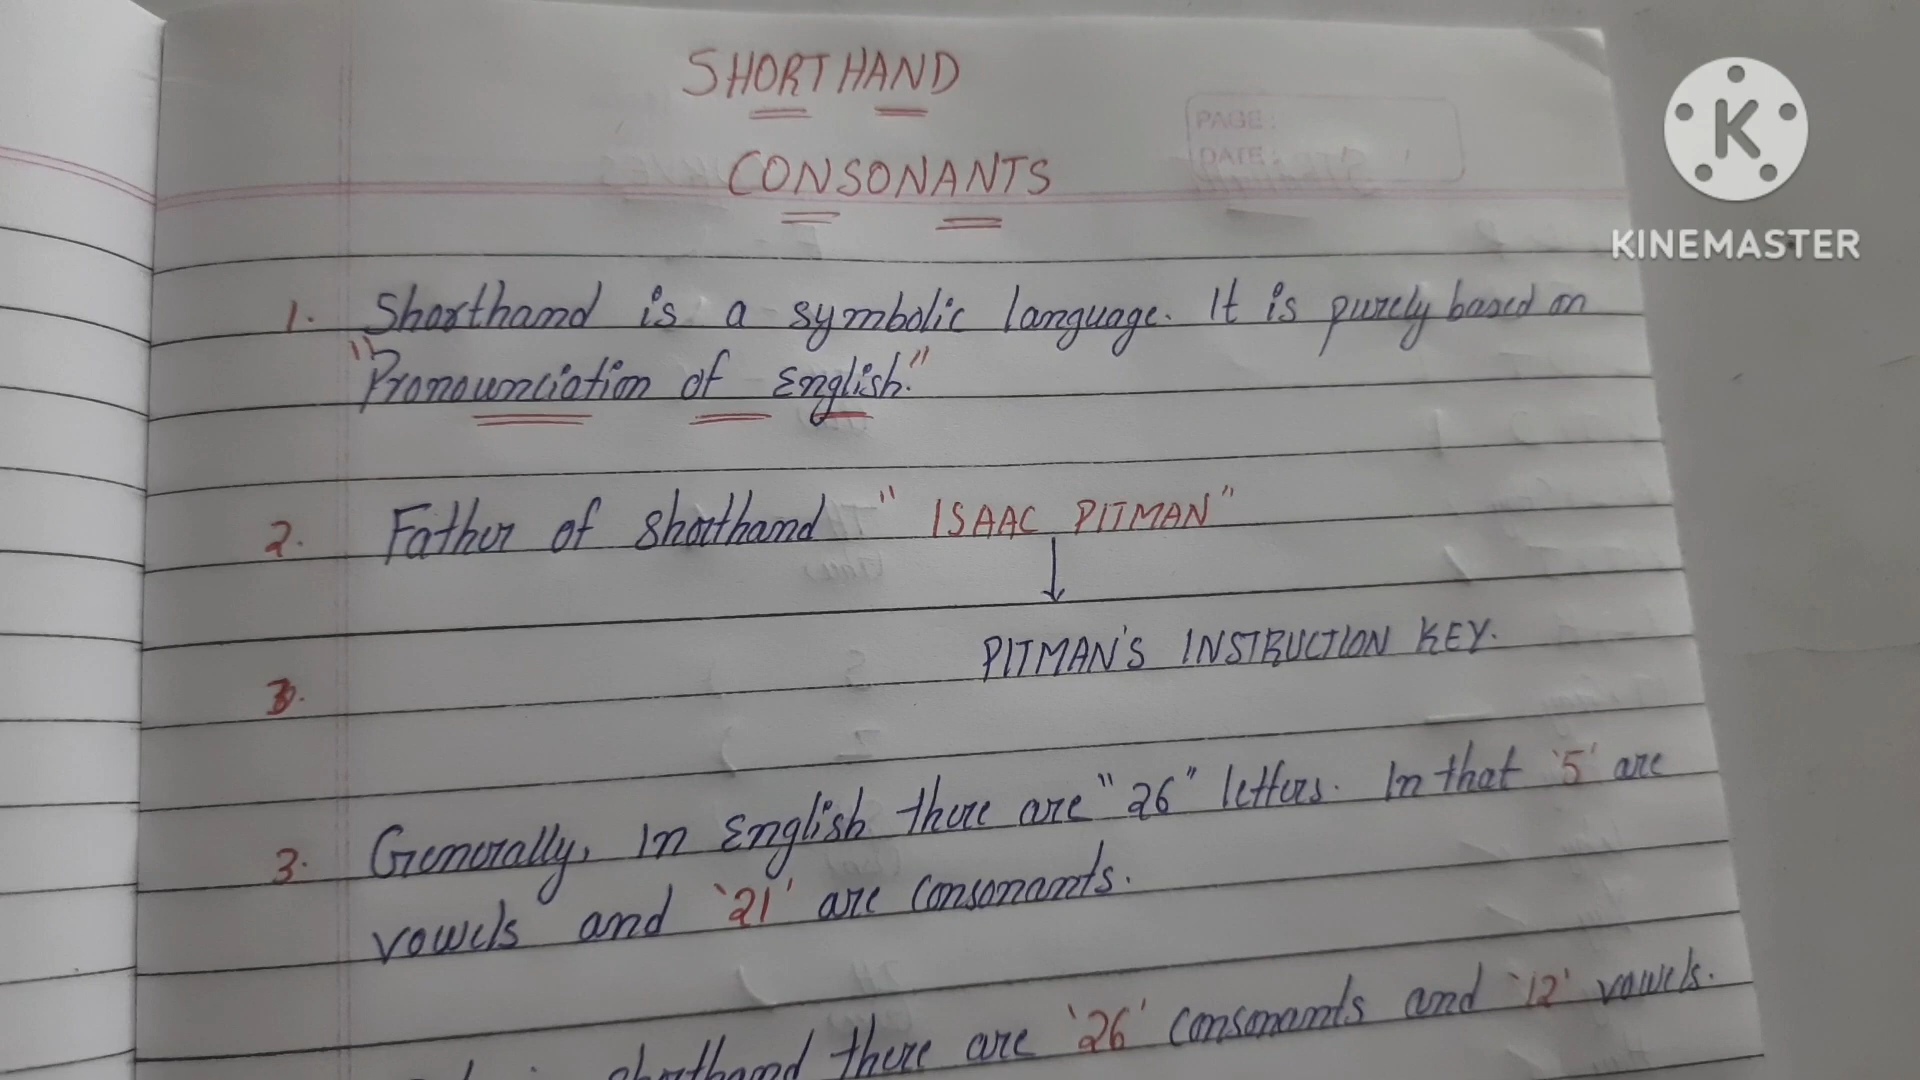 SHORTHAND
CONSONANTS
PAGE:
DATE:
KINEMASTER
1. Shorthand is a symbolic language. It is purely based on
"Pronounciation of English."
2. Father of Shorthand "ISAAC PITMAN"
↓
PITMAN'S INSTRUCTION KEY.
3.
3. Generally, in English there are "26" letters. In that '5' are
vowels and '21' are consonants.
shorthand there are '26' consonants and '12' vowels.